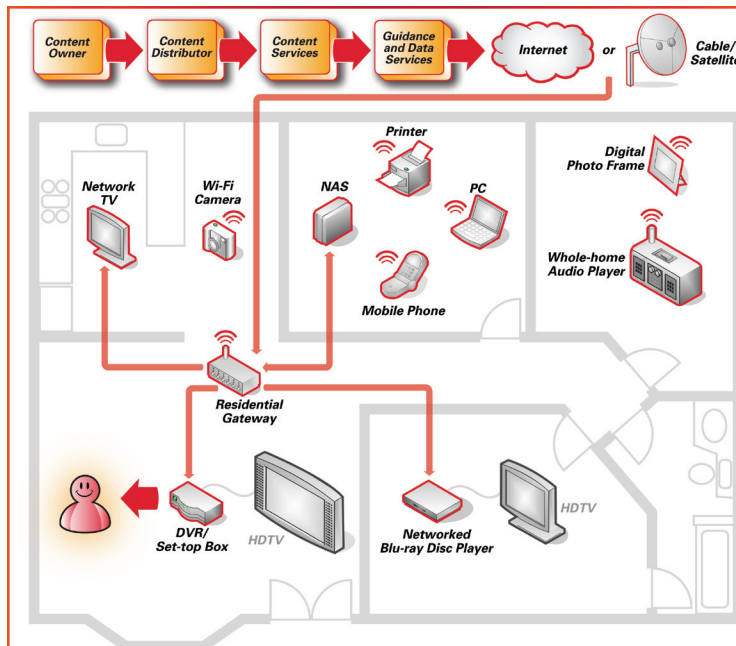 Content
Owner
Content
Distributor
Content
Services
Guidance
and Data
Services
Internet
or
Cable/
Satellite
Printer
Digital
Photo Frame
Network
TV
Wi-Fi
Camera
NAS
PC
Whole-home
Audio Player
Mobile Phone
Residential
Gateway
DVR/
Set-top Box
HDTV
Networked
Blu-ray Disc Player
HDTV